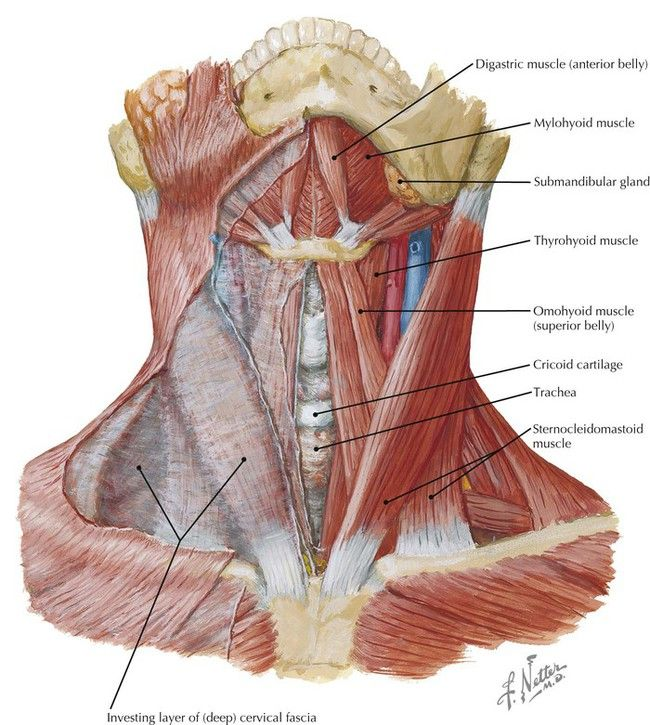 Digastric muscle (anterior belly)
Mylohyoid muscle
Submandibular gland
Thyrohyoid muscle
Omohyoid muscle
(superior belly)
Cricoid cartilage
Trachea
Sternocleidomastoid
muscle
Investing layer of (deep) cervical fascia
F. Netter
M.D.